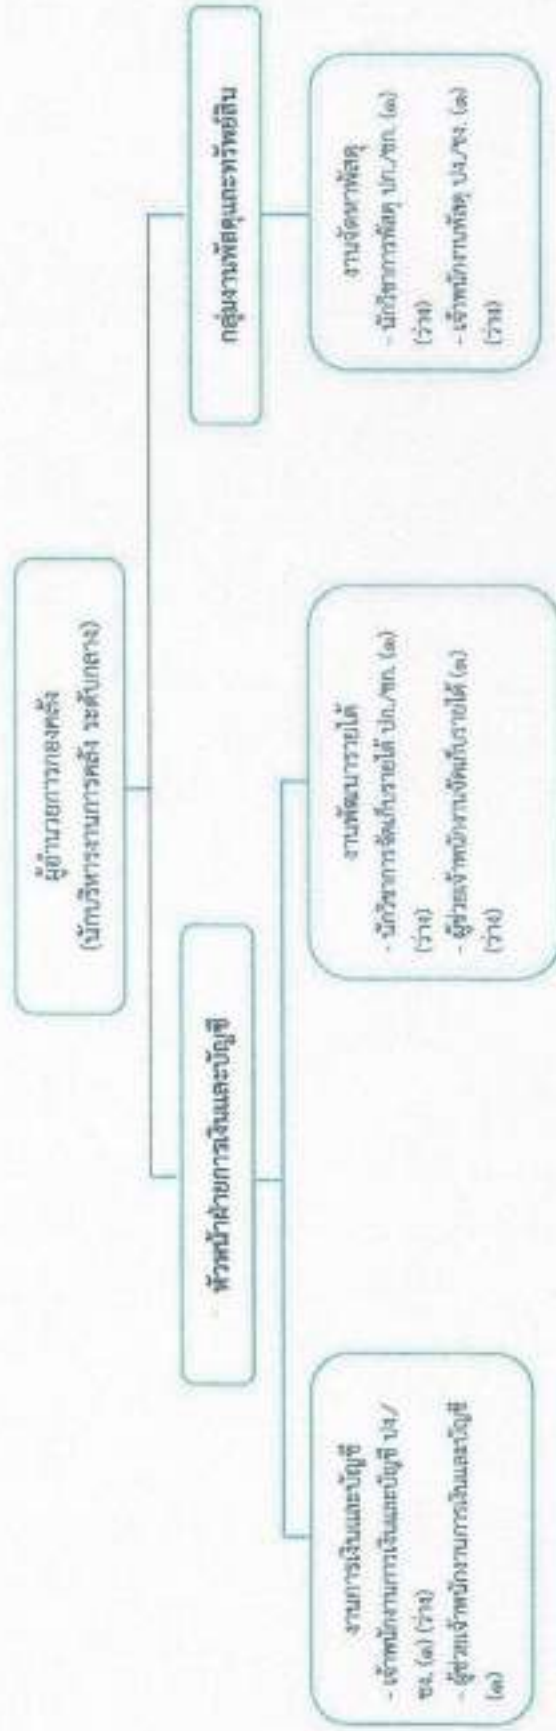 ผู้อำนวยการกองคลัง
(นักบริหารงานการคลัง ระดับกลาง)
หัวหน้าฝ่ายการเงินและบัญชี
กลุ่มงานพัสดุและทรัพย์สิน
งานการเงินและบัญชี
- เจ้าพนักงานการเงินและบัญชี ปง./
ชง. (๑) (ว่าง)
- ผู้ช่วยเจ้าพนักงานการเงินและบัญชี
(๑)
งานพัฒนารายได้
- นักวิชาการจัดเก็บรายได้ ปก./ชก. (๑)
(ว่าง)
- ผู้ช่วยเจ้าพนักงานจัดเก็บรายได้ (๑)
(ว่าง)
งานจัดหาพัสดุ
- นักวิชาการพัสดุ ปก./ชก. (๑)
(ว่าง)
- เจ้าพนักงานพัสดุ ปง./ชง. (๑)
(ว่าง)